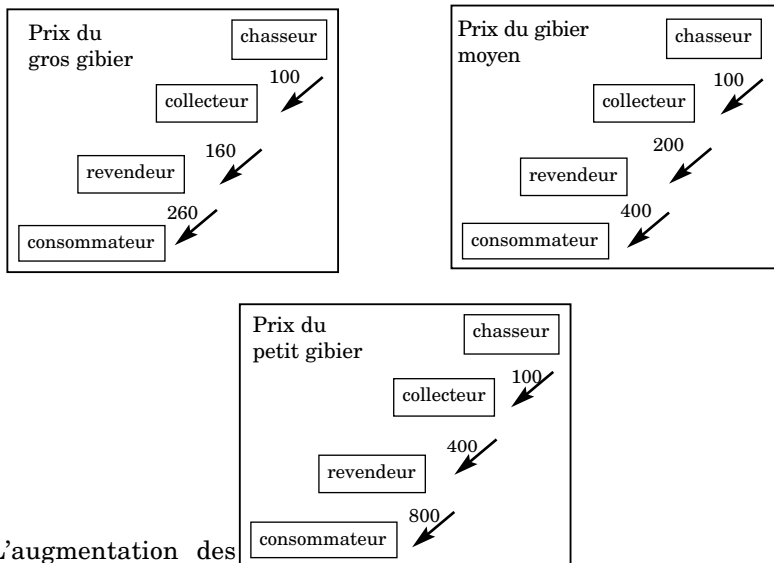 Prix du
gros gibier
chasseur
100
collecteur
160
revendeur
260
consommateur
Prix du gibier
moyen
chasseur
100
collecteur
200
revendeur
400
consommateur
Prix du
petit gibier
chasseur
100
collecteur
400
revendeur
800
consommateur
L'augmentation des